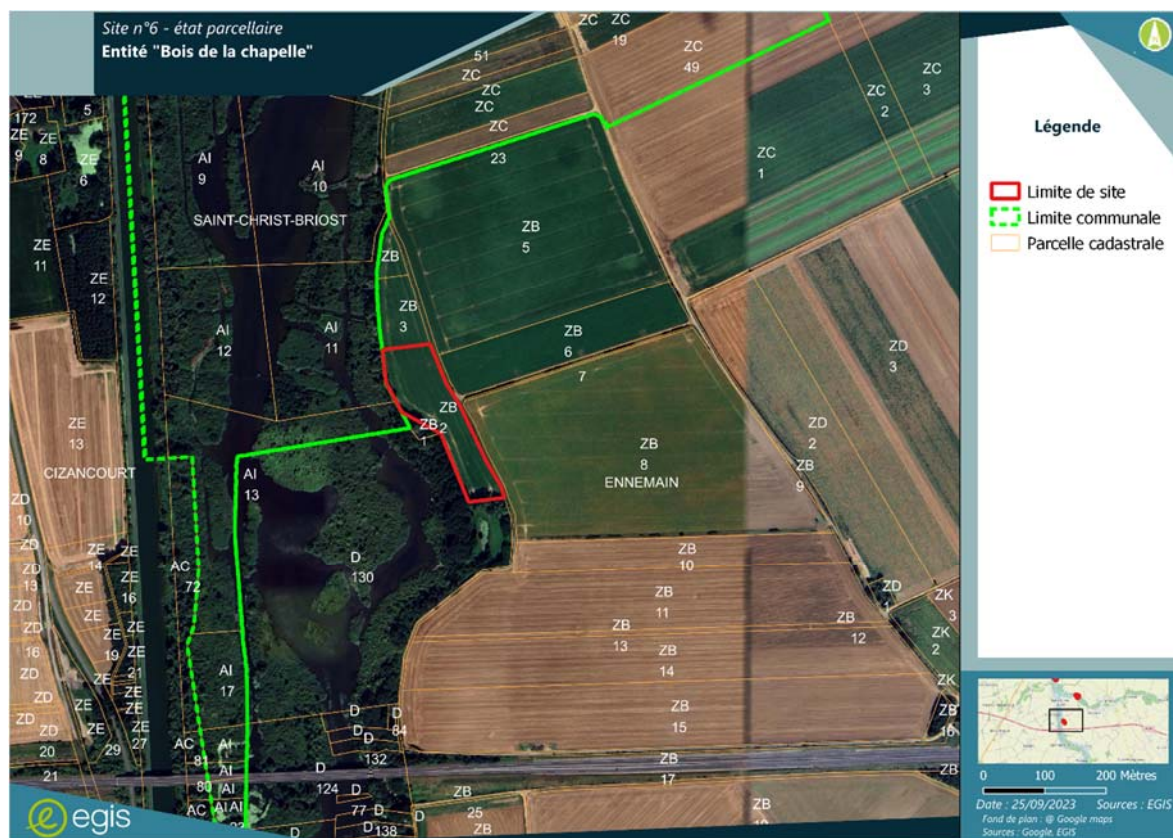 Site n°6 - état parcellaire
Entité "Bois de la chapelle"
Légende
Limite de site
Limite communale
Parcelle cadastrale
0 100 200 Mètres
Date : 25/09/2023 Sources : EGIS
Fond de plan : @ Google maps
Sources : Google, EGIS
egis
ZC
19
ZC
49
51
ZC
ZC
ZC
23
ZC
2
ZC
3
ZC
1
172
5
ZE
9
ZE
8
ZE
6
AI
9
AI
10
SAINT-CHRIST-BRIOST
ZB
5
ZE
11
ZE
12
ZB
ZB
3
AI
12
AI
11
ZB
6
7
ZD
3
ZB
2
ZB
1
ZE
13
CIZANCOURT
ZB
8
ENNEMAIN
ZD
2
ZB
9
ZD
10
AI
13
ZD
13
ZE
14
ZE
16
AC
72
D
130
ZB
10
ZB
11
ZB
13
ZB
12
ZB
14
ZB
15
ZD
1
ZK
3
ZK
2
ZK
ZB
16
ZD
16
ZE
ZE
19
ZE
21
ZE
ZE
27
ZE
29
ZD
ZD
20
21
AI
17
AC
81
AI
80
AI
AC
AI AI
D
D
84
D
132
D
124
D
77
D
138
ZB
17
ZB
ZB
25
ZB